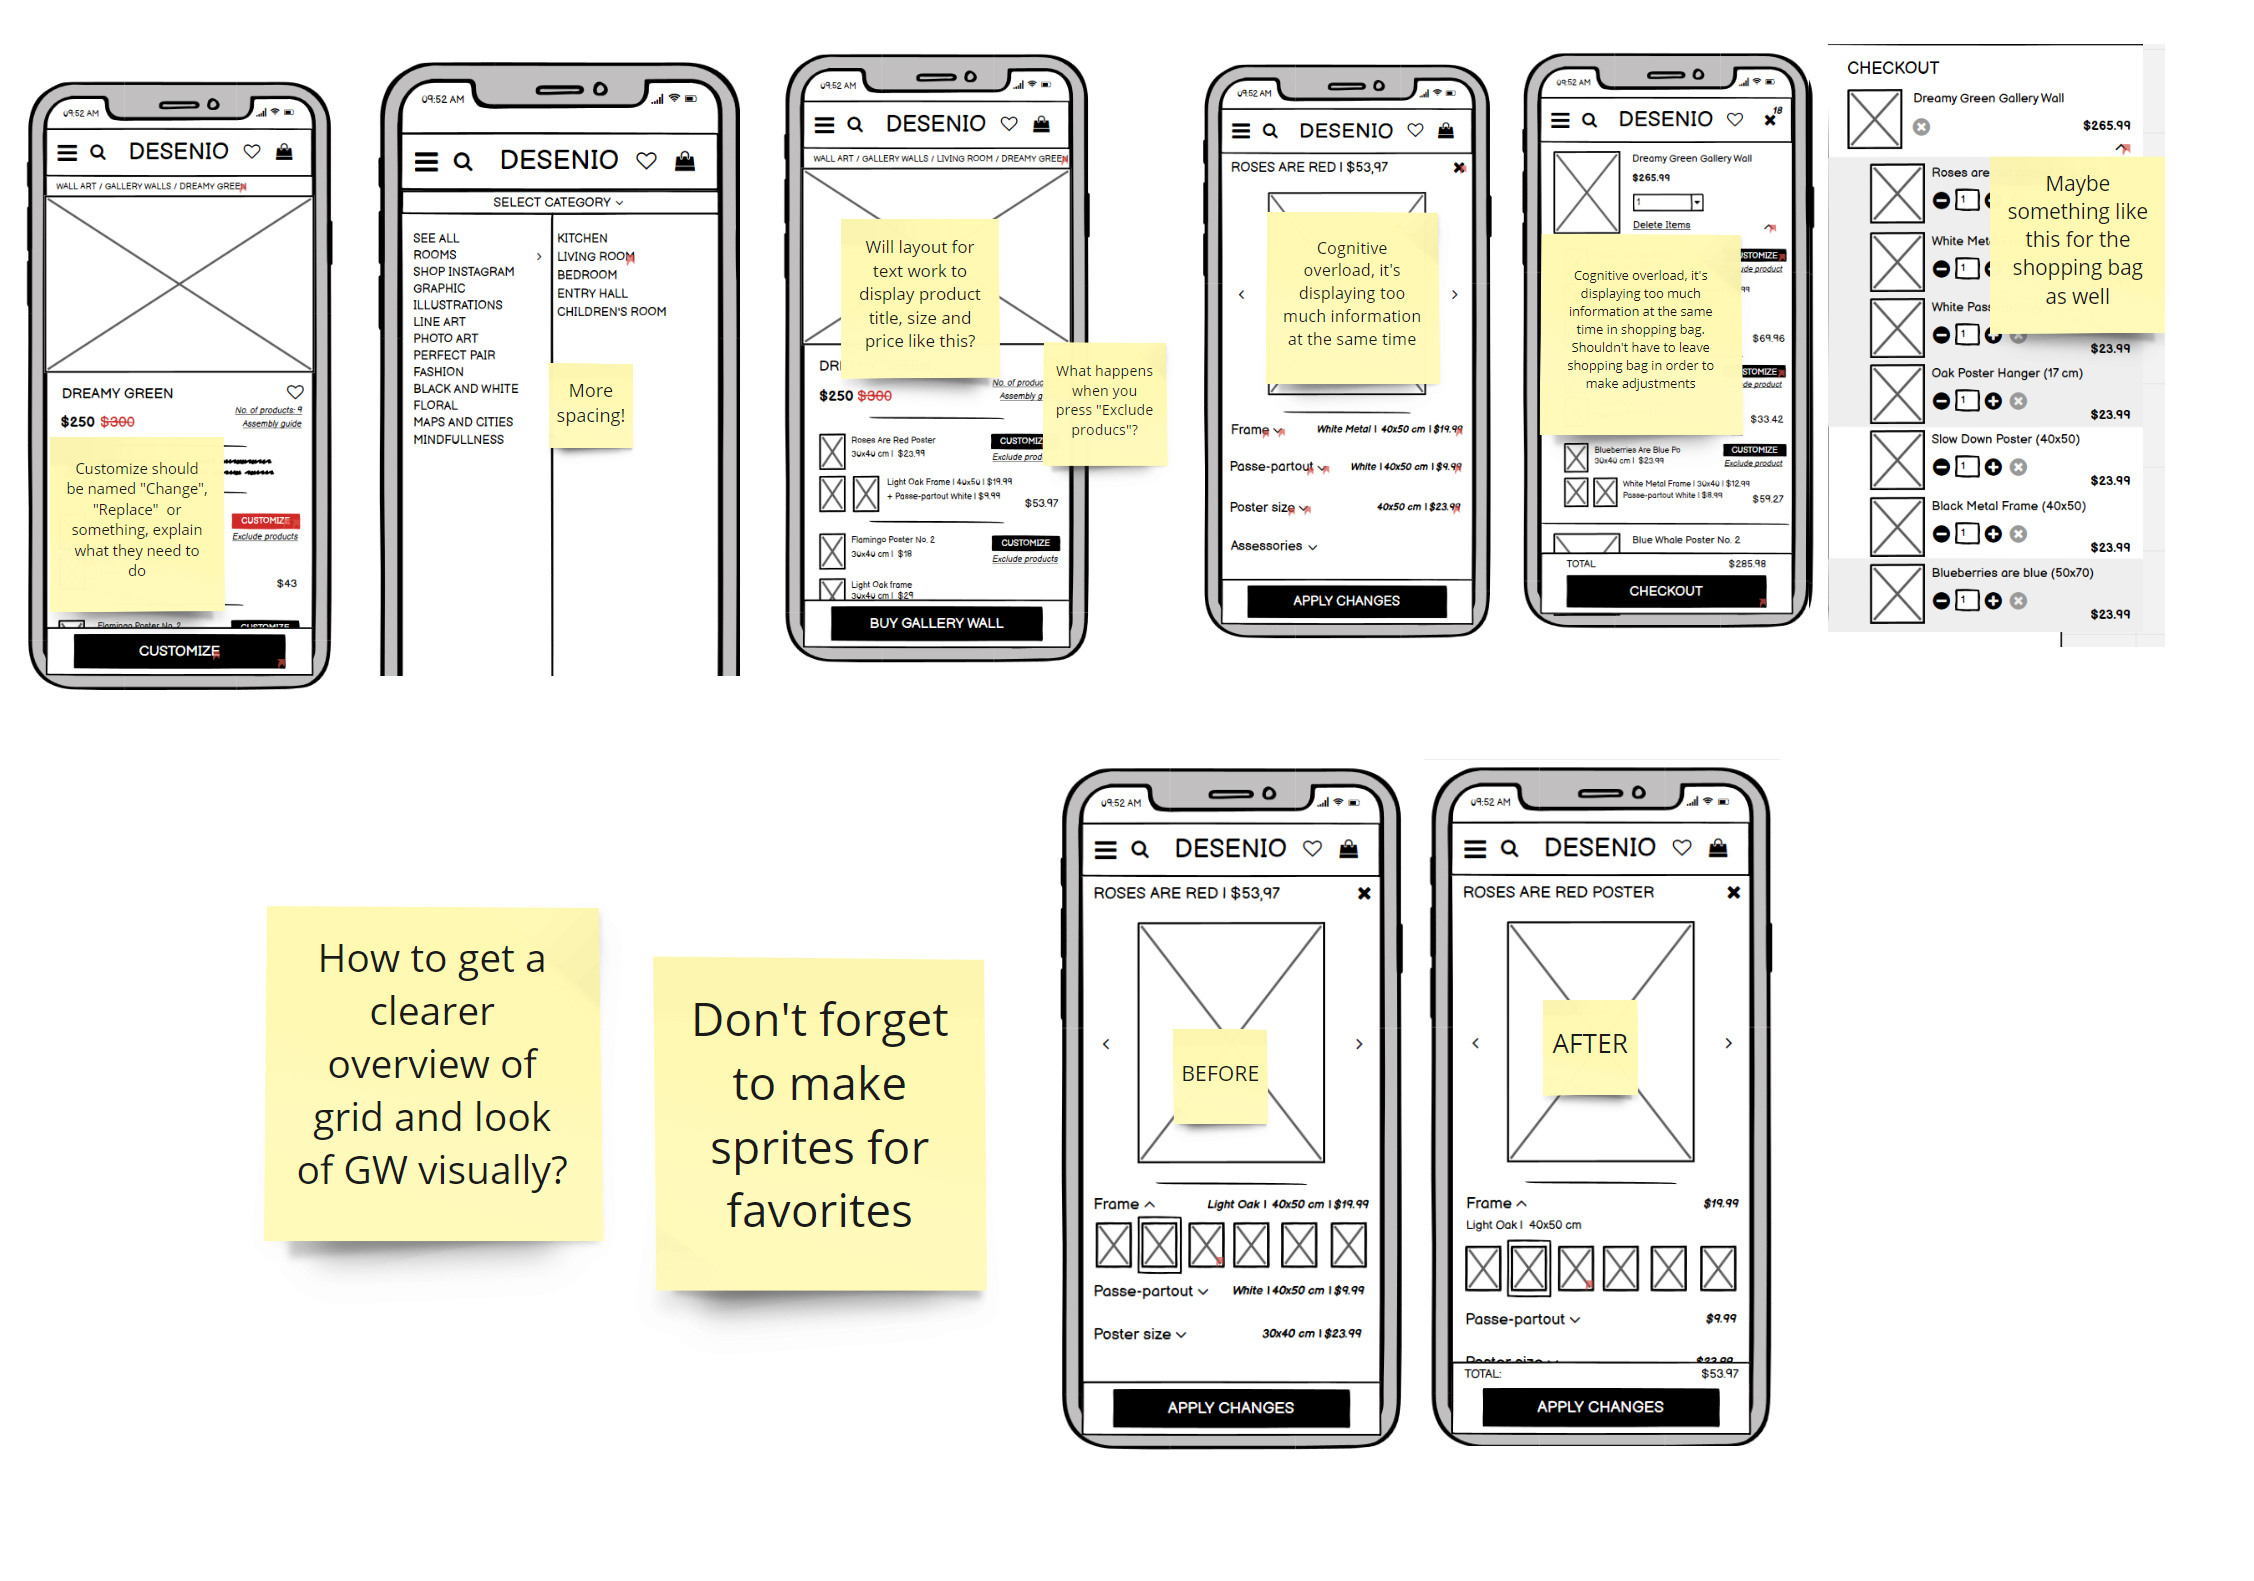 09:52 AM
DESENIO
WALL ART / GALLERY WALLS / DREAMY GREEN
DREAMY GREEN
$250 $300
No. of products: 9
Assembly guide
Customize should
be named "Change",
"Replace" or
something, explain
what they need to
do
CUSTOMIZE
Exclude products
$43
Flamingo Poster No. 2
CUSTOMIZE
CUSTOMIZE
09:52 AM
DESENIO
SELECT CATEGORY
SEE ALL
ROOMS
SHOP INSTAGRAM
GRAPHIC
ILLUSTRATIONS
LINE ART
PHOTO ART
PERFECT PAIR
FASHION
BLACK AND WHITE
FLORAL
MAPS AND CITIES
MINDFULLNESS
KITCHEN
LIVING ROOM
BEDROOM
ENTRY HALL
CHILDREN'S ROOM
More
spacing!
09:52 AM
DESENIO
WALL ART / GALLERY WALLS / LIVING ROOM / DREAMY GREEN
Will layout for
text work to
display product
title, size and
price like this?
DR
$250 $300
No. of produc
Assembly g
What happens
when you
press "Exclude
producs"?
Roses Are Red Poster
30x40 cm | $23.99
CUSTOMIZ
Exclude prod
Light Oak Frame | 40x50 | $19.99
+ Passe-partout White | $9.99
$53.97
Flamingo Poster No. 2
30x40 cm | $18
CUSTOMIZE
Exclude products
Light Oak frame
30x40 cm | $29
BUY GALLERY WALL
09:52 AM
DESENIO
ROSES ARE RED | $53,97
Cognitive
overload, it's
displaying too
much information
at the same time
Frame White Metal | 40x50 cm | $19.99
Passe-partout White | 40x50 cm | $9.99
Poster size 40x50 cm | $23.99
Assessories
APPLY CHANGES
09:52 AM
DESENIO
18
Dreamy Green Gallery Wall
$265.99
1
Delete Items
Cognitive overload, it's
displaying too much
information at the same
time in shopping bag.
Shouldn't have to leave
shopping bag in order to
make adjustments
STOMIZE
ude product
99
$69.96
STOMIZE
de product
$33.42
Blueberries Are Blue Po
30x40 cm | $23.99
CUSTOMIZE
Exclude product
White Metal Frame | 30x40 | $12.99
Passe-partout White | $8.99
$59.27
Blue Whale Poster No. 2
TOTAL $285.98
CHECKOUT
CHECKOUT
Dreamy Green Gallery Wall
$265.99
Maybe
something like
this for the
shopping bag
as well
Roses are
1
White Met
1
White Pas
1
$23.99
Oak Poster Hanger (17 cm)
1
$23.99
Slow Down Poster (40x50)
1
$23.99
Black Metal Frame (40x50)
1
$23.99
Blueberries are blue (50x70)
1
$23.99
How to get a
clearer
overview of
grid and look
of GW visually?
Don't forget
to make
sprites for
favorites
09:52 AM
DESENIO
ROSES ARE RED | $53,97
BEFORE
Frame Light Oak | 40x50 cm | $19.99
Passe-partout White | 40x50 cm | $9.99
Poster size 30x40 cm | $23.99
APPLY CHANGES
09:52 AM
DESENIO
ROSES ARE RED POSTER
AFTER
Frame $19.99
Light Oak | 40x50 cm
Passe-partout $9.99
Poster size $23.99
TOTAL: $53.97
APPLY CHANGES